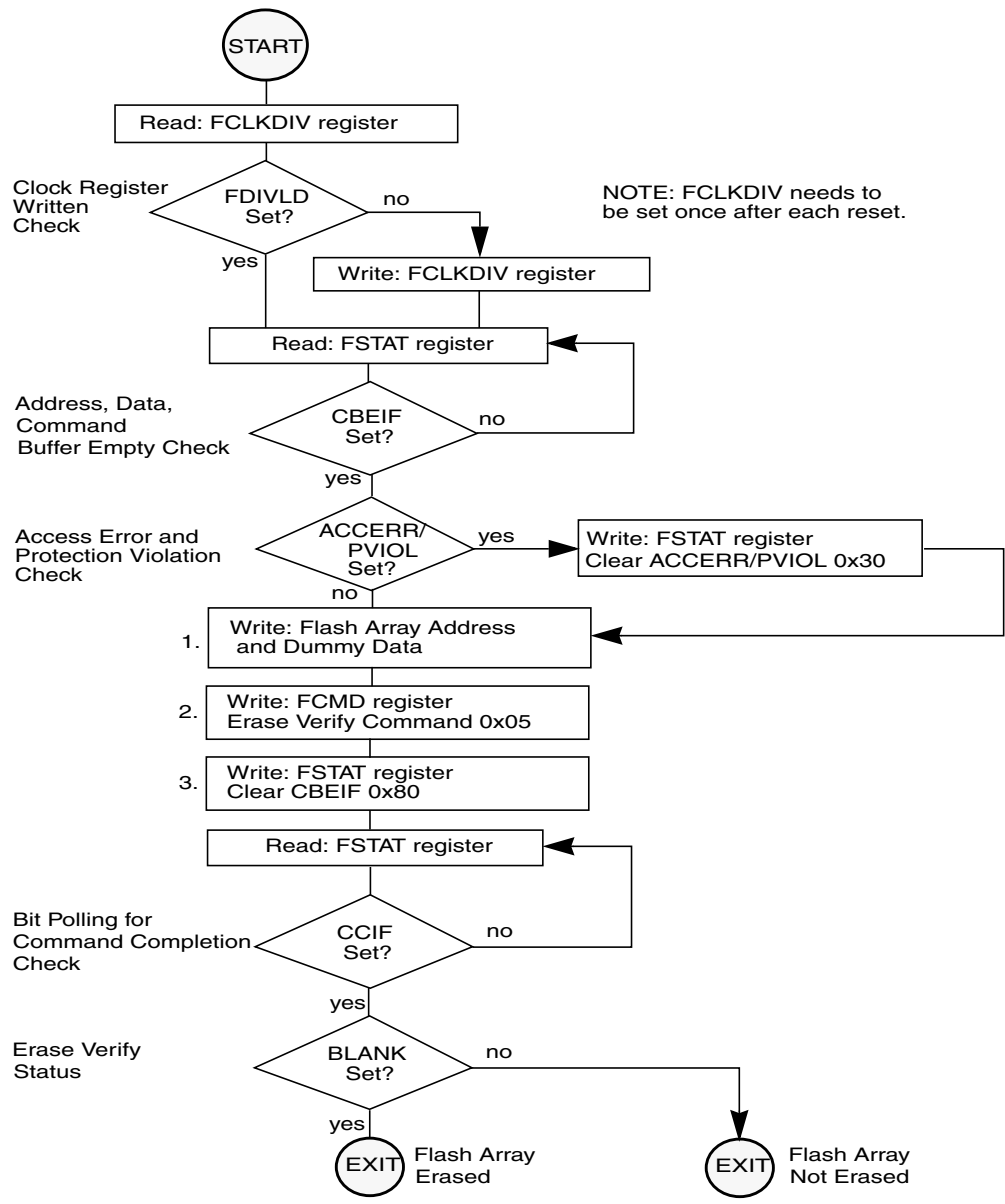 START
Read: FCLKDIV register
Clock Register
Written
Check
FDIVLD
Set?
no
yes
NOTE: FCLKDIV needs to
be set once after each reset.
Write: FCLKDIV register
Read: FSTAT register
Address, Data,
Command
Buffer Empty Check
CBEIF
Set?
no
yes
Access Error and
Protection Violation
Check
ACCERR/
PVIOL
Set?
yes
no
Write: FSTAT register
Clear ACCERR/PVIOL 0x30
1.
Write: Flash Array Address
and Dummy Data
2.
Write: FCMD register
Erase Verify Command 0x05
3.
Write: FSTAT register
Clear CBEIF 0x80
Read: FSTAT register
Bit Polling for
Command Completion
Check
CCIF
Set?
no
yes
Erase Verify
Status
BLANK
Set?
no
yes
EXIT
Flash Array
Erased
EXIT
Flash Array
Not Erased